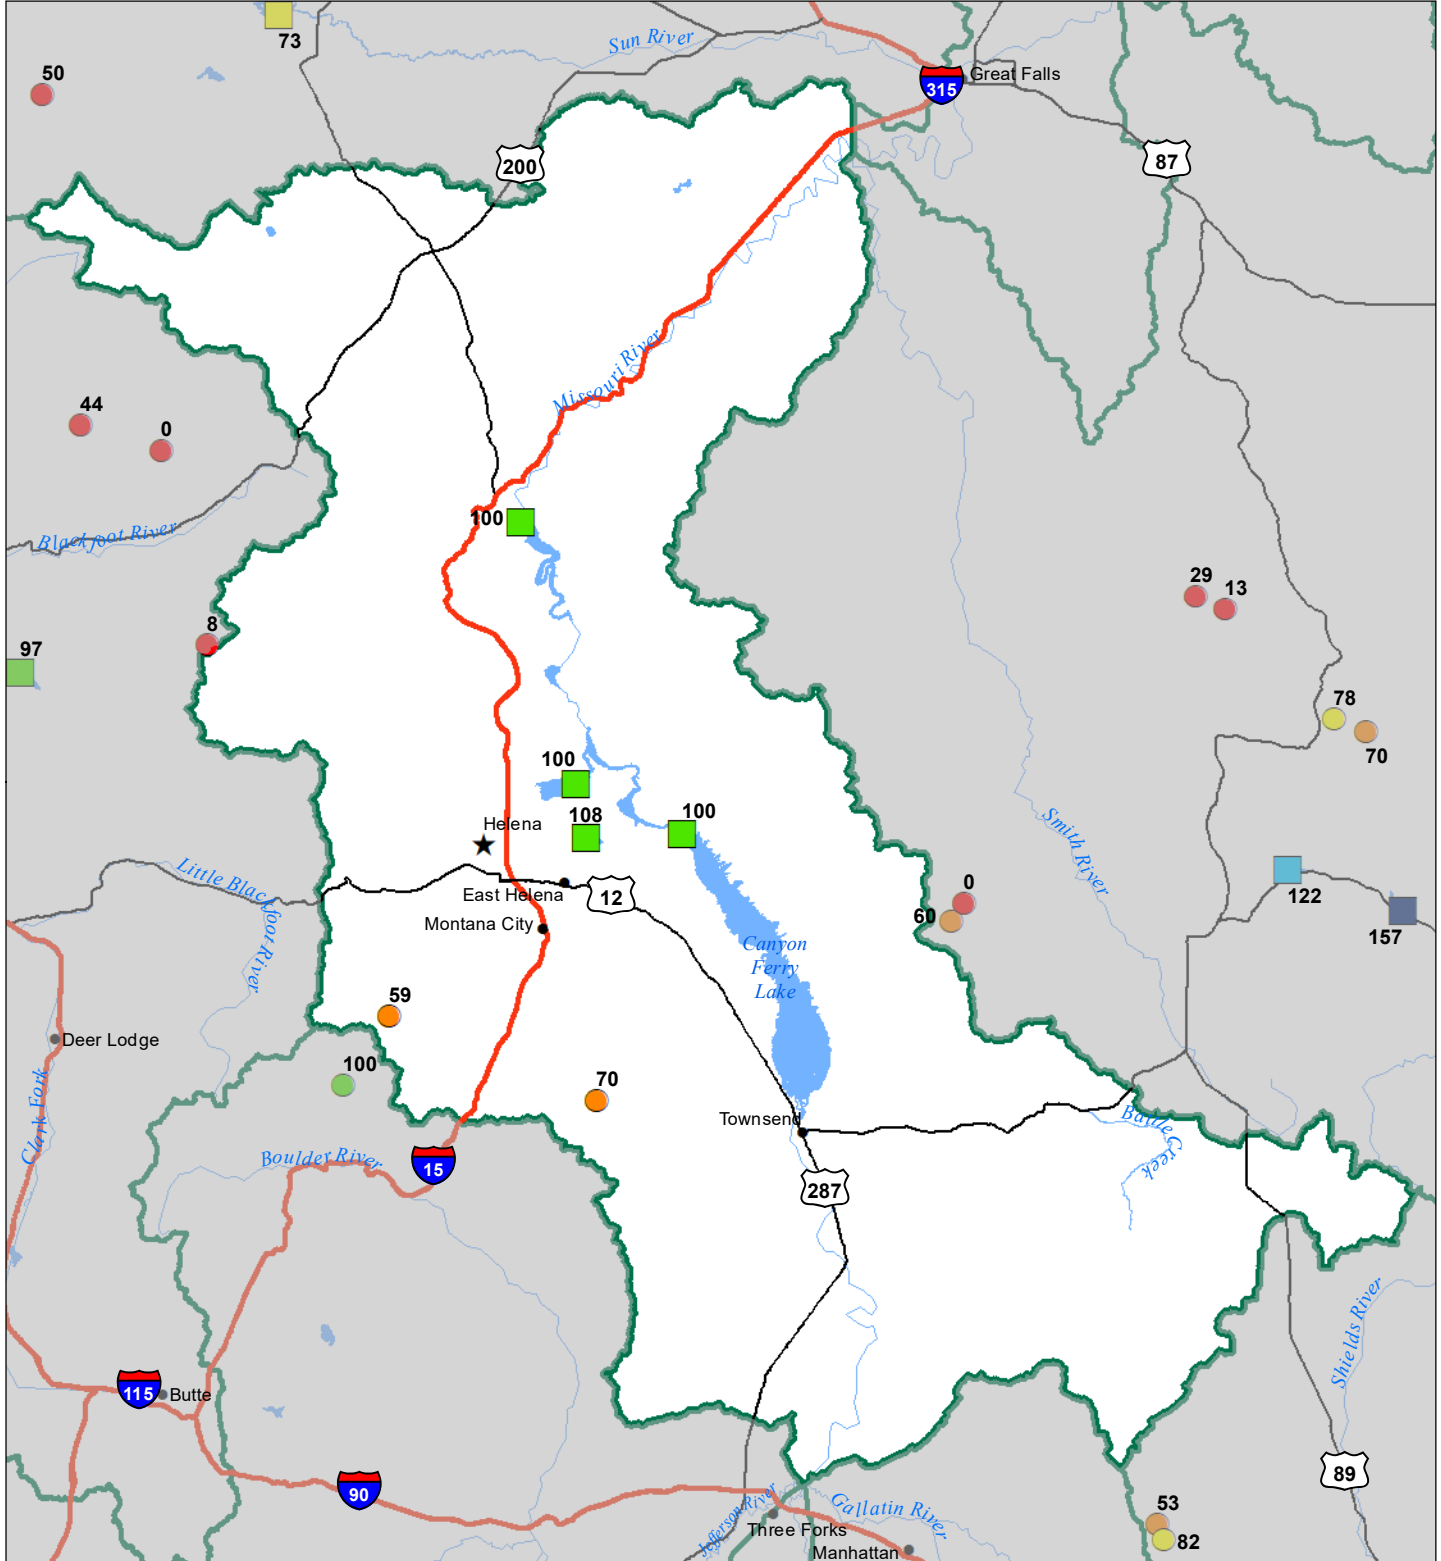 73
Sun River
50
Great Falls
315
200
87
Missouri River
44
0
100
Blackfoot River
29
13
8
97
78
70
100
108
100
Helena
Smith River
Little Blackfoot River
East Helena
12
122
157
0
60
Montana City
Canyon
Ferry
Lake
59
Deer Lodge
100
70
Clark Fork
Townsend
Battle Creek
Boulder River
15
287
Shields River
115
Butte
90
89
Jefferson River
Gallatin River
53
82
Three Forks
Manhattan